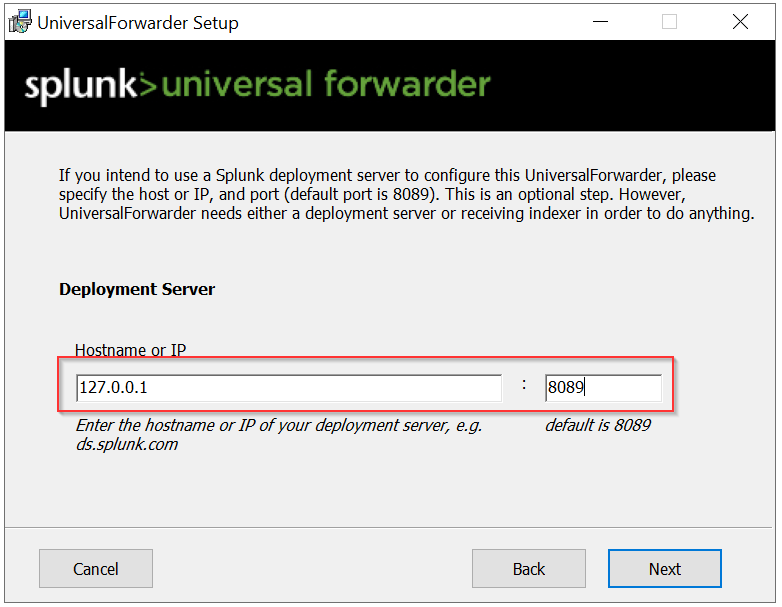 UniversalForwarder Setup
splunk>universal forwarder
If you intend to use a Splunk deployment server to configure this UniversalForwarder, please
specify the host or IP, and port (default port is 8089). This is an optional step. However,
UniversalForwarder needs either a deployment server or receiving indexer in order to do anything.
Deployment Server
Hostname or IP
127.0.0.1 : 8089
Enter the hostname or IP of your deployment server, e.g. default is 8089
ds.splunk.com
Cancel Back Next